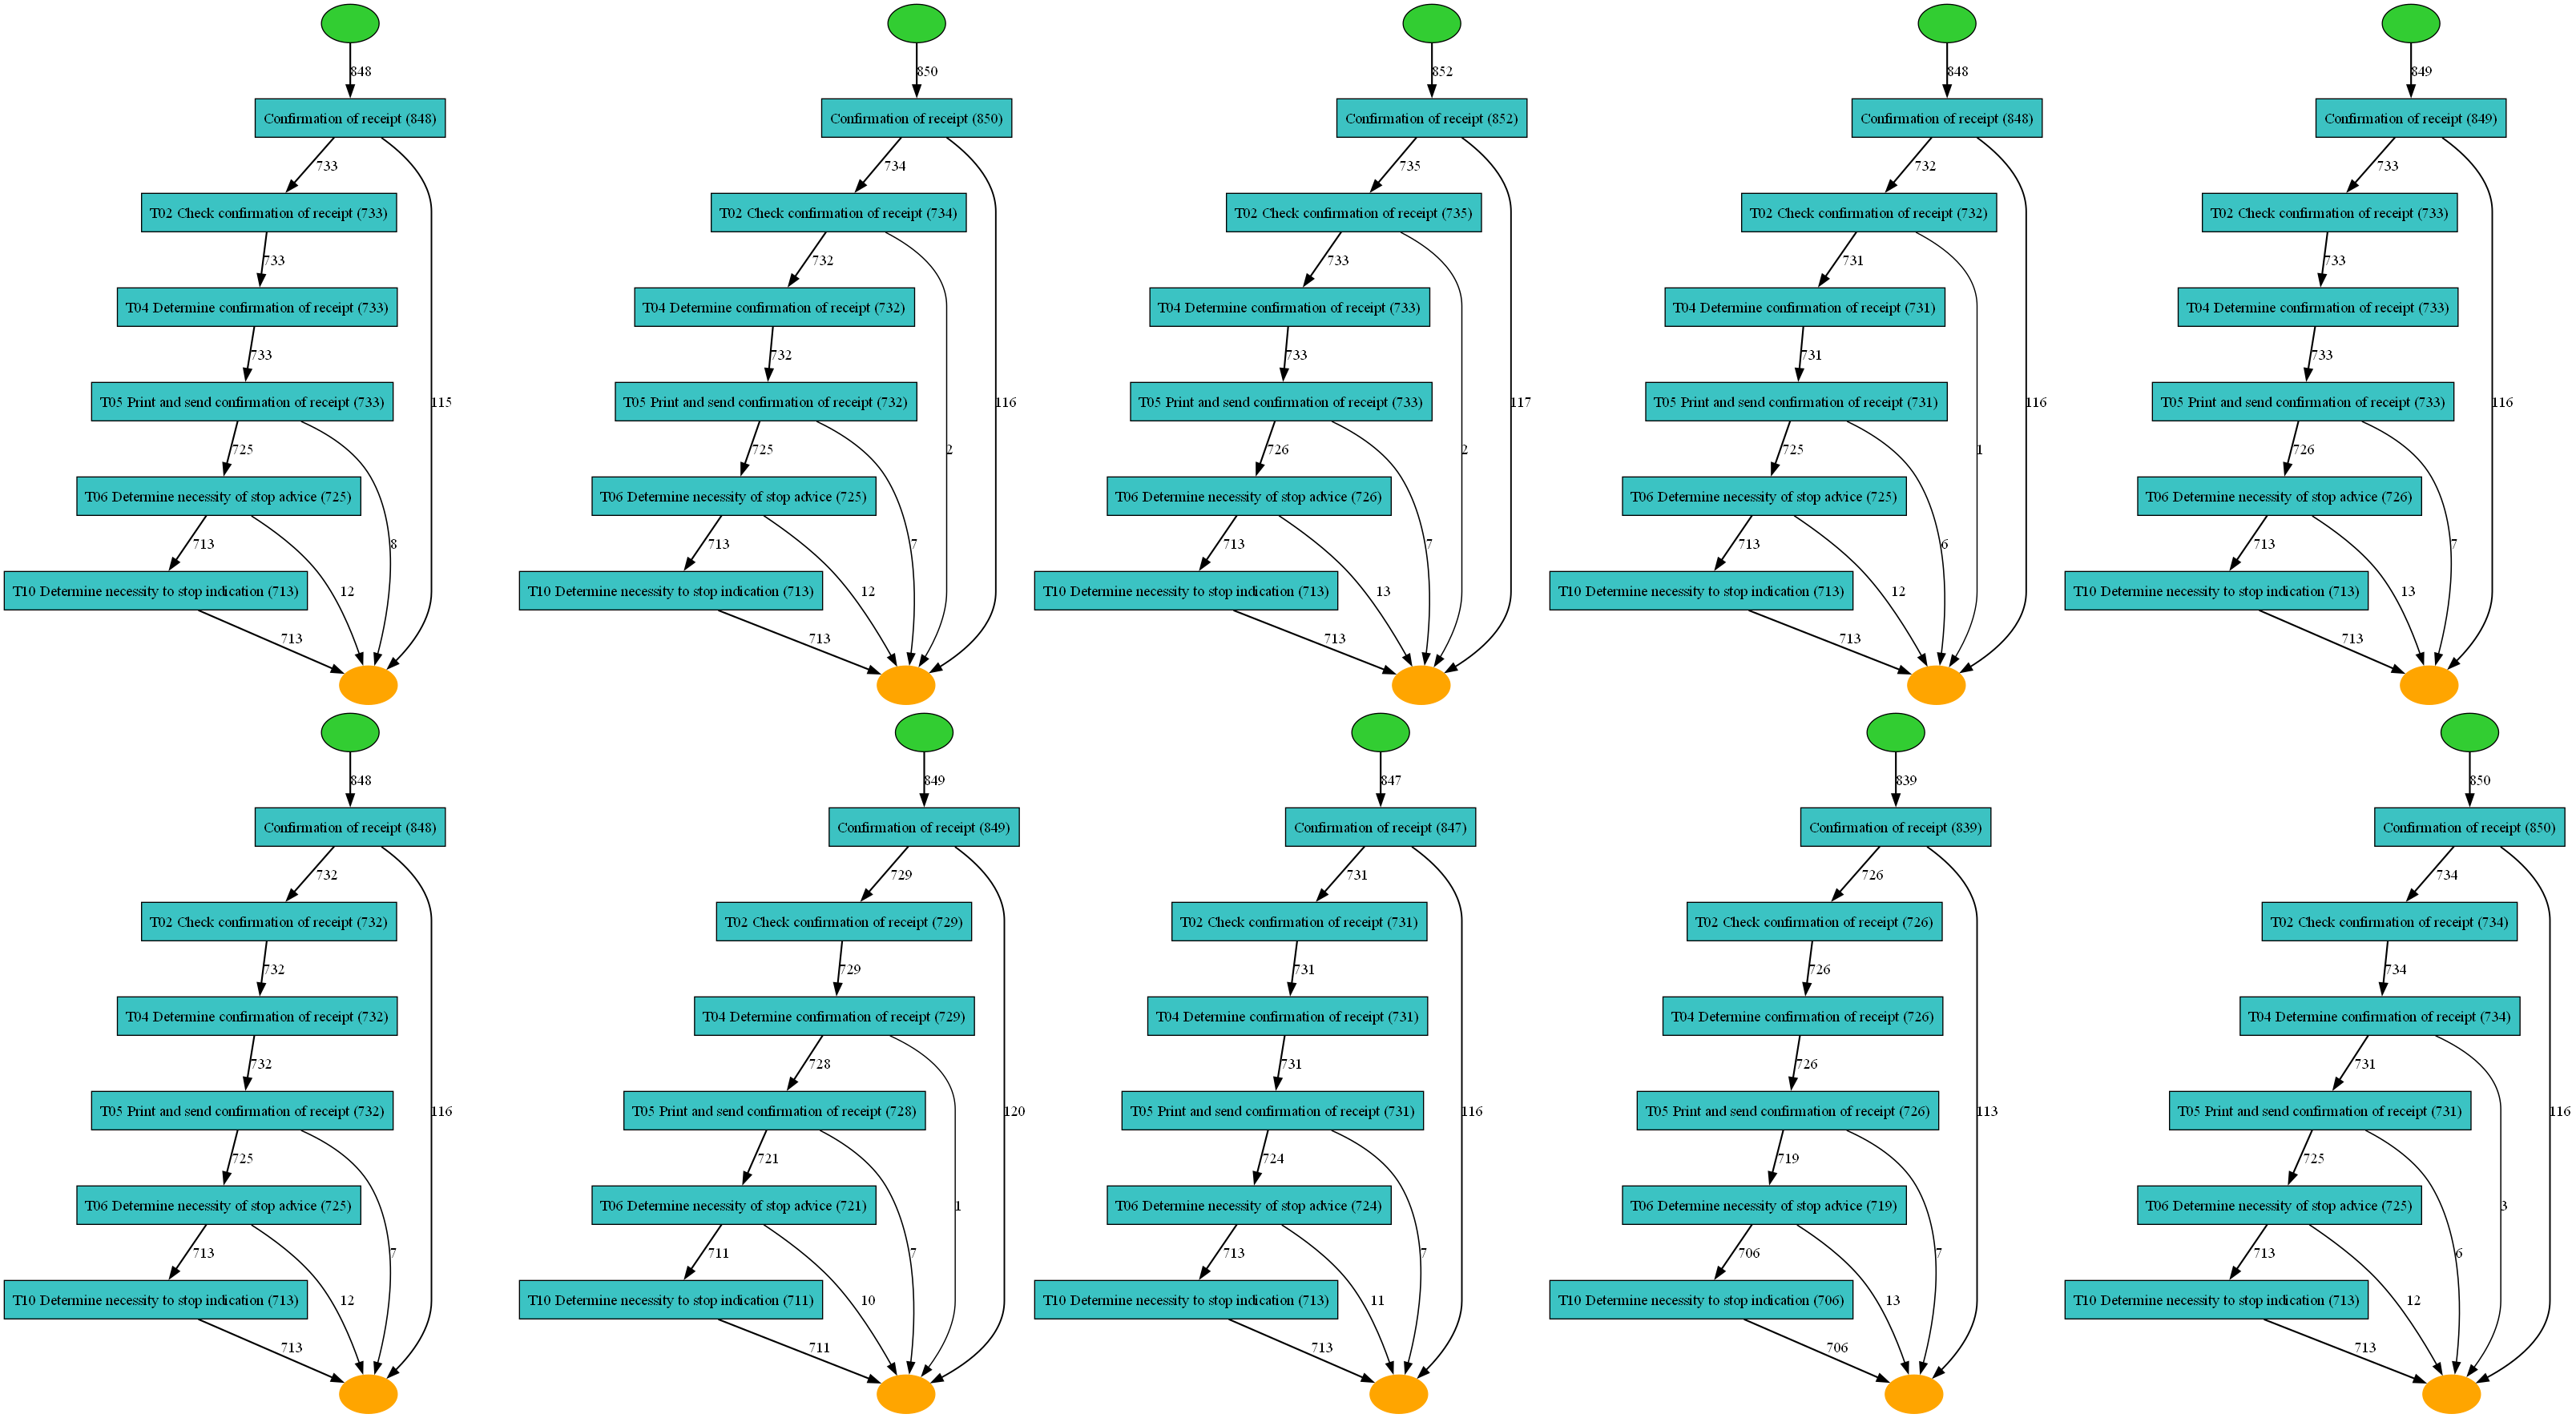 848
Confirmation of receipt (848)
733
T02 Check confirmation of receipt (733)
733
T04 Determine confirmation of receipt (733)
733
T05 Print and send confirmation of receipt (733)
115
725
T06 Determine necessity of stop advice (725)
8
713
12
T10 Determine necessity to stop indication (713)
713
850
Confirmation of receipt (850)
734
T02 Check confirmation of receipt (734)
732
T04 Determine confirmation of receipt (732)
732
T05 Print and send confirmation of receipt (732)
116
725
2
T06 Determine necessity of stop advice (725)
7
713
12
T10 Determine necessity to stop indication (713)
713
852
Confirmation of receipt (852)
735
T02 Check confirmation of receipt (735)
733
T04 Determine confirmation of receipt (733)
733
T05 Print and send confirmation of receipt (733)
117
726
2
T06 Determine necessity of stop advice (726)
7
713
13
T10 Determine necessity to stop indication (713)
713
848
Confirmation of receipt (848)
732
T02 Check confirmation of receipt (732)
731
T04 Determine confirmation of receipt (731)
731
T05 Print and send confirmation of receipt (731)
116
725
1
T06 Determine necessity of stop advice (725)
6
713
12
T10 Determine necessity to stop indication (713)
713
849
Confirmation of receipt (849)
733
T02 Check confirmation of receipt (733)
733
T04 Determine confirmation of receipt (733)
733
T05 Print and send confirmation of receipt (733)
116
726
T06 Determine necessity of stop advice (726)
7
713
13
T10 Determine necessity to stop indication (713)
713
848
Confirmation of receipt (848)
732
T02 Check confirmation of receipt (732)
732
T04 Determine confirmation of receipt (732)
732
T05 Print and send confirmation of receipt (732)
116
725
T06 Determine necessity of stop advice (725)
7
713
12
T10 Determine necessity to stop indication (713)
713
849
Confirmation of receipt (849)
729
T02 Check confirmation of receipt (729)
729
T04 Determine confirmation of receipt (729)
728
T05 Print and send confirmation of receipt (728)
120
721
1
T06 Determine necessity of stop advice (721)
7
711
10
T10 Determine necessity to stop indication (711)
711
847
Confirmation of receipt (847)
731
T02 Check confirmation of receipt (731)
731
T04 Determine confirmation of receipt (731)
731
T05 Print and send confirmation of receipt (731)
116
724
T06 Determine necessity of stop advice (724)
7
713
11
T10 Determine necessity to stop indication (713)
713
839
Confirmation of receipt (839)
726
T02 Check confirmation of receipt (726)
726
T04 Determine confirmation of receipt (726)
726
T05 Print and send confirmation of receipt (726)
113
719
T06 Determine necessity of stop advice (719)
7
706
13
T10 Determine necessity to stop indication (706)
706
850
Confirmation of receipt (850)
734
T02 Check confirmation of receipt (734)
734
T04 Determine confirmation of receipt (734)
731
T05 Print and send confirmation of receipt (731)
116
725
3
T06 Determine necessity of stop advice (725)
6
713
12
T10 Determine necessity to stop indication (713)
713